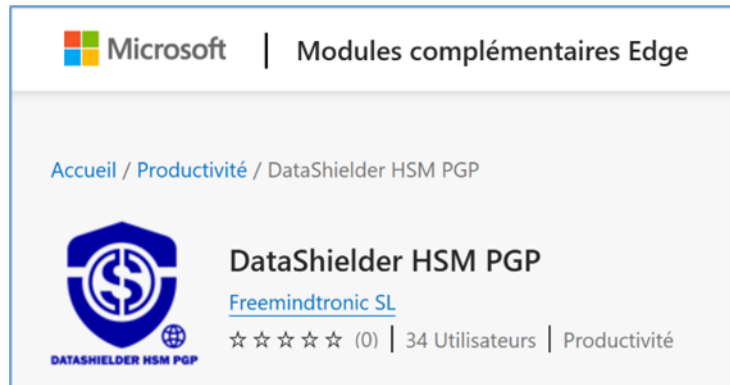 Microsoft | Modules complémentaires Edge
Accueil / Productivité / DataShielder HSM PGP
DataShielder HSM PGP
Freemindtronic SL
☆☆☆☆☆ (0) | 34 Utilisateurs | Productivité
DATASHIELDER HSM PGP